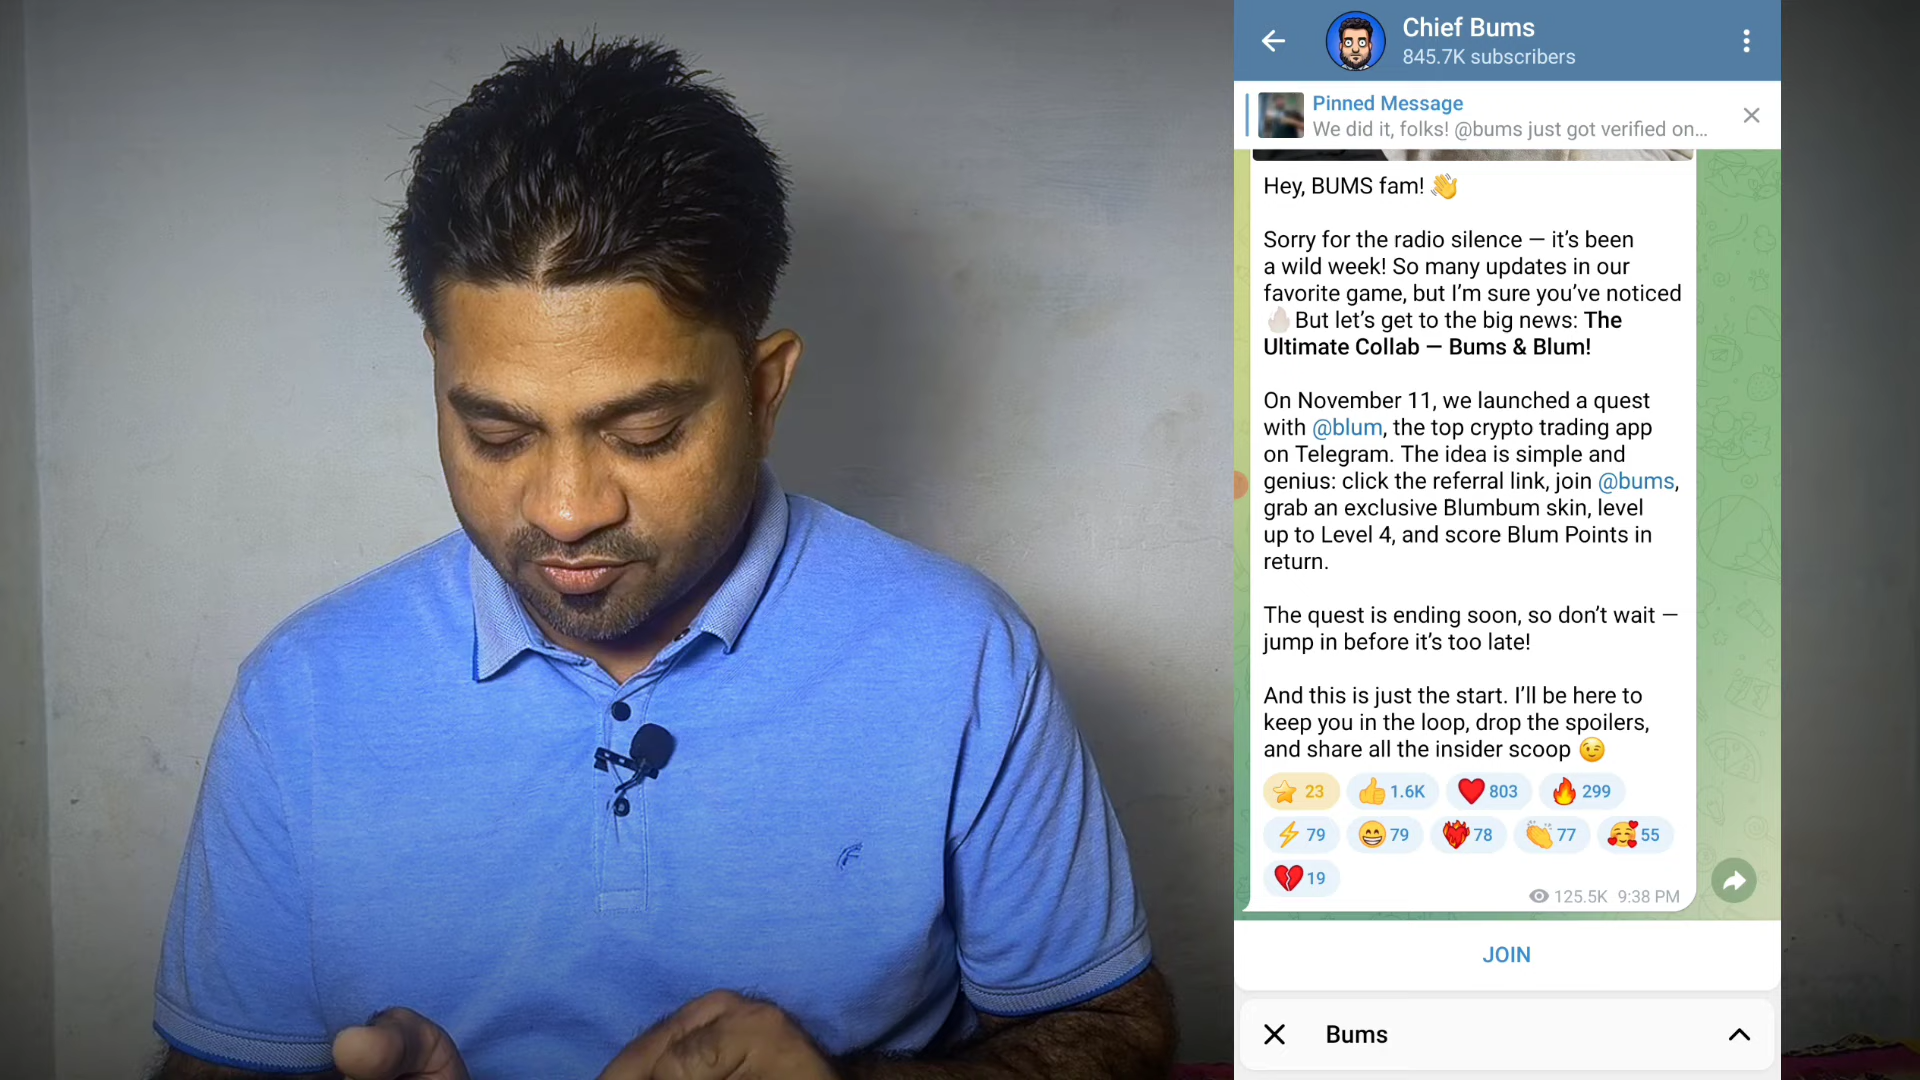 Chief Bums
845.7K subscribers
Pinned Message
We did it, folks! @bums just got verified on...
Hey, BUMS fam! 👋
Sorry for the radio silence — it's been
a wild week! So many updates in our
favorite game, but I'm sure you've noticed
🔥 But let's get to the big news: The
Ultimate Collab — Bums & Blum!
On November 11, we launched a quest
with @blum, the top crypto trading app
on Telegram. The idea is simple and
genius: click the referral link, join @bums,
grab an exclusive Blumbum skin, level
up to Level 4, and score Blum Points in
return.
The quest is ending soon, so don't wait —
jump in before it's too late!
And this is just the start. I'll be here to
keep you in the loop, drop the spoilers,
and share all the insider scoop 😉
⭐ 23 👍 1.6K ❤️ 803 🔥 299
⚡ 79 😁 79 ❤️‍🔥 78 👏 77 🥰 55
💔 19
125.5K 9:38 PM
JOIN
Bums